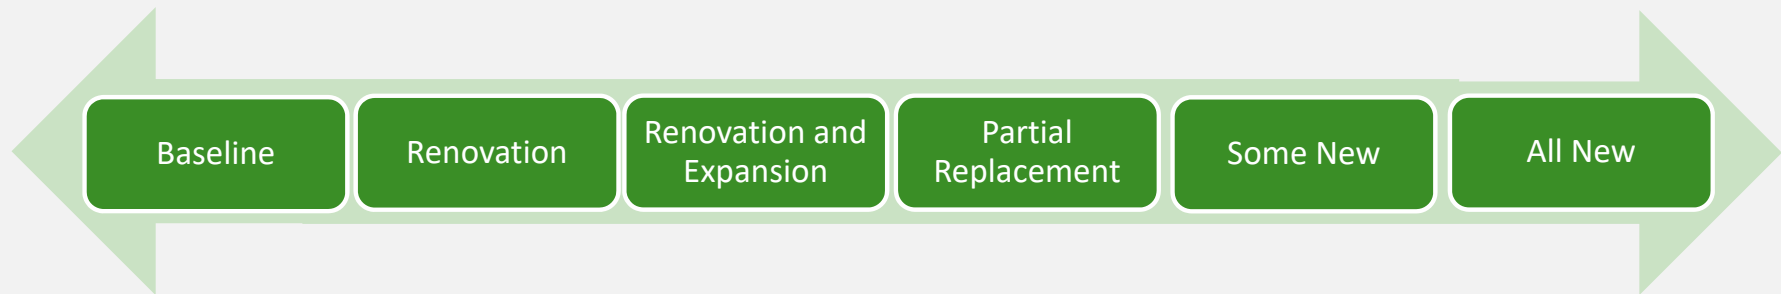 Baseline
Renovation
Renovation and
Expansion
Partial
Replacement
Some New
All New